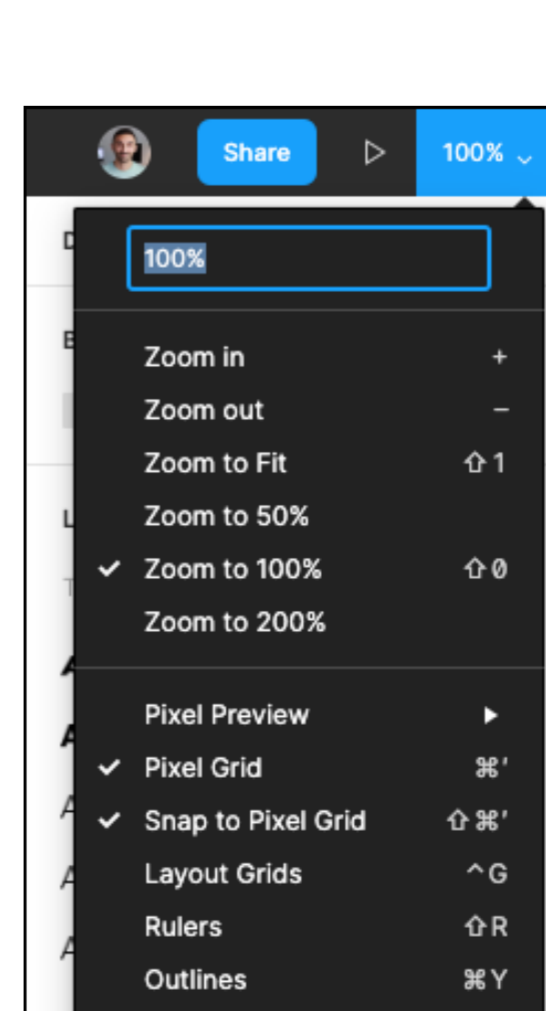 Share 100%
100%
Zoom in +
Zoom out –
Zoom to Fit ⇧1
Zoom to 50%
✓ Zoom to 100% ⇧0
Zoom to 200%
Pixel Preview ▶
✓ Pixel Grid ⌘'
✓ Snap to Pixel Grid ⇧⌘'
Layout Grids ^G
Rulers ⇧R
Outlines ⌘Y